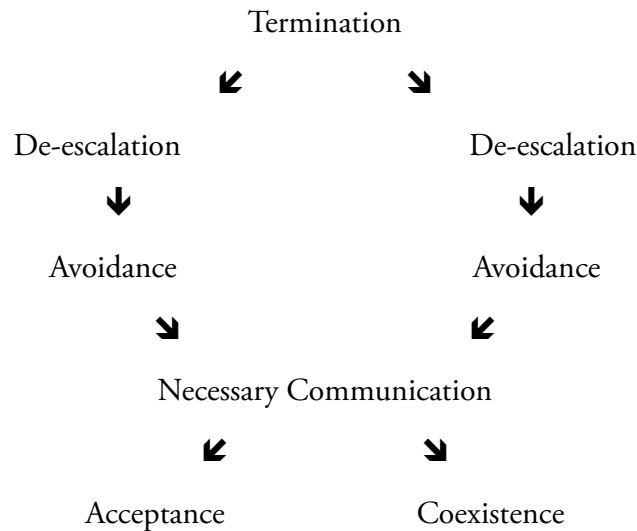 Termination
De-escalation De-escalation
Avoidance Avoidance
Necessary Communication
Acceptance Coexistence